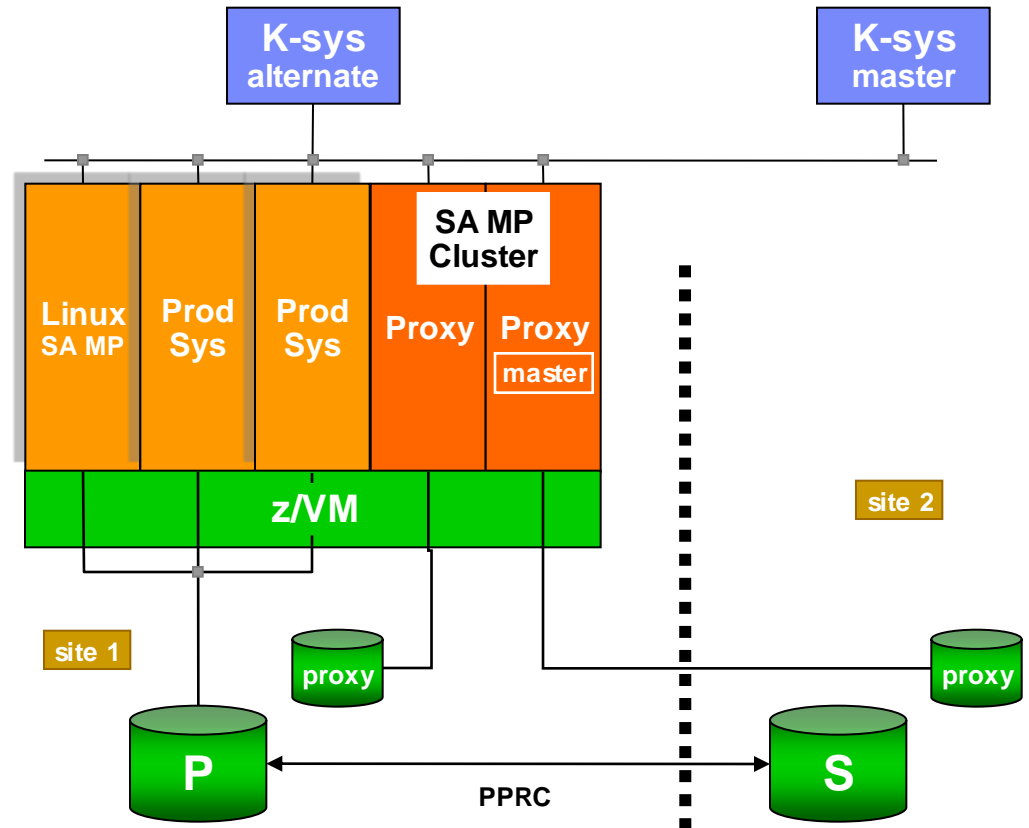 K-sys
alternate
K-sys
master
SA MP
Cluster
Linux
SA MP
Prod
Sys
Prod
Sys
Proxy
Proxy
master
z/VM
site 2
site 1
proxy
proxy
P
S
PPRC